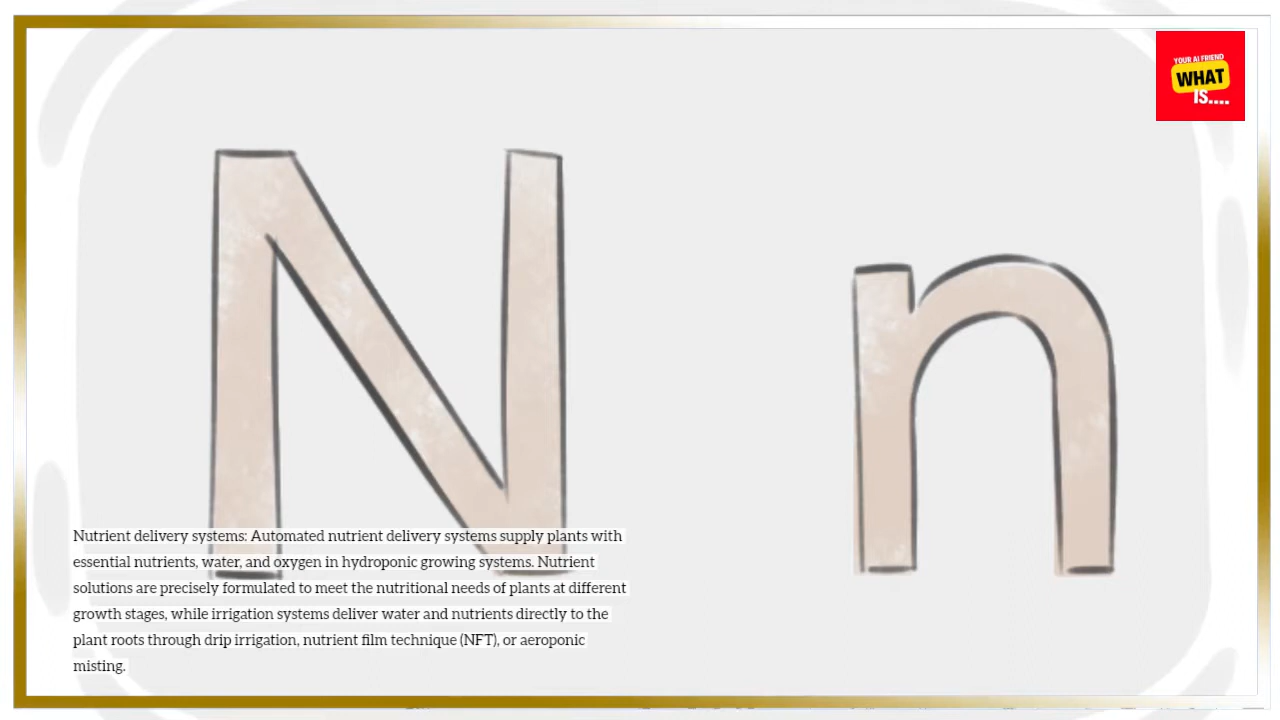 YOUR AI FRIEND
WHAT
IS....
N n
Nutrient delivery systems: Automated nutrient delivery systems supply plants with
essential nutrients, water, and oxygen in hydroponic growing systems. Nutrient
solutions are precisely formulated to meet the nutritional needs of plants at different
growth stages, while irrigation systems deliver water and nutrients directly to the
plant roots through drip irrigation, nutrient film technique (NFT), or aeroponic
misting.